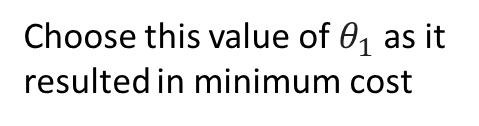 Choose this value of θ₁ as it
resulted in minimum cost